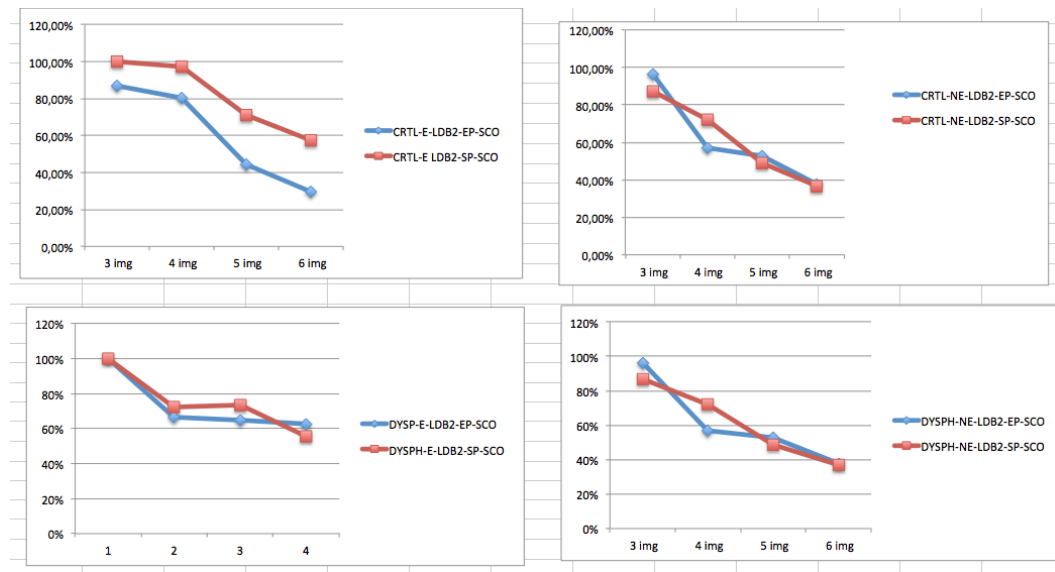 120,00%
100,00%
80,00%
60,00%
40,00%
20,00%
0,00%
3 img 4 img 5 img 6 img
CRTL-E-LDB2-EP-SCO
CRTL-E LDB2-SP-SCO
120,00%
100,00%
80,00%
60,00%
40,00%
20,00%
0,00%
3 img 4 img 5 img 6 img
CRTL-NE-LDB2-EP-SCO
CRTL-NE-LDB2-SP-SCO
120%
100%
80%
60%
40%
20%
0%
1 2 3 4
DYSP-E-LDB2-EP-SCO
DYSPH-E-LDB2-SP-SCO
120%
100%
80%
60%
40%
20%
0%
3 img 4 img 5 img 6 img
DYSPH-NE-LDB2-EP-SCO
DYSPH-NE-LDB2-SP-SCO